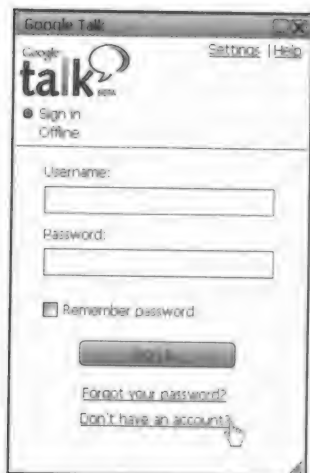 Google Talk
Settings | Help
Google
talk
BETA
Sign in
Offline
Username:
Password:
Remember password
Forgot your password?
Don't have an account?